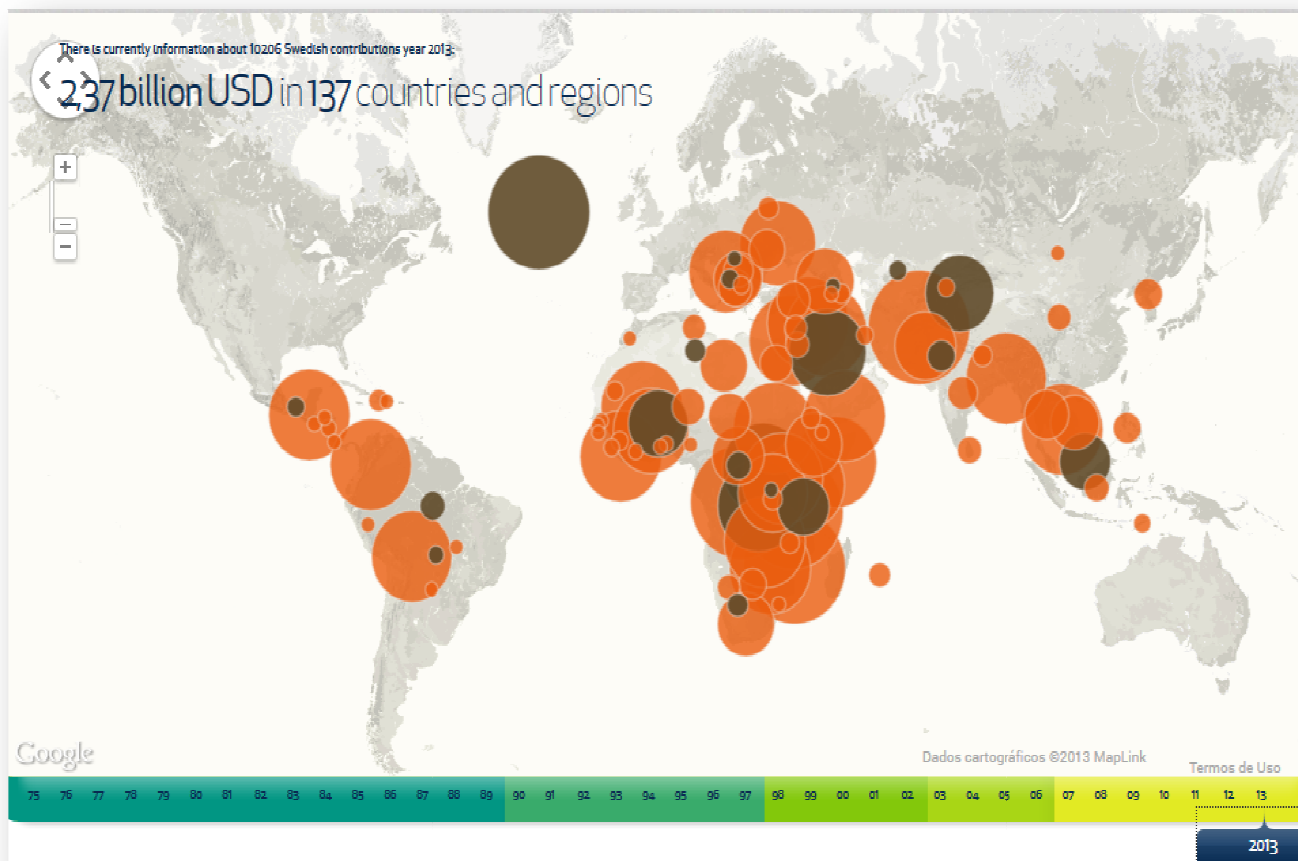 There is currently information about 10206 Swedish contributions year 2013:
2,37 billion USD in 137 countries and regions
Google
Dados cartográficos ©2013 MapLink
Termos de Uso
75 76 77 78 79 80 81 82 83 84 85 86 87 88 89 90 91 92 93 94 95 96 97 98 99 00 01 02 03 04 05 06 07 08 09 10 11 12 13
2013